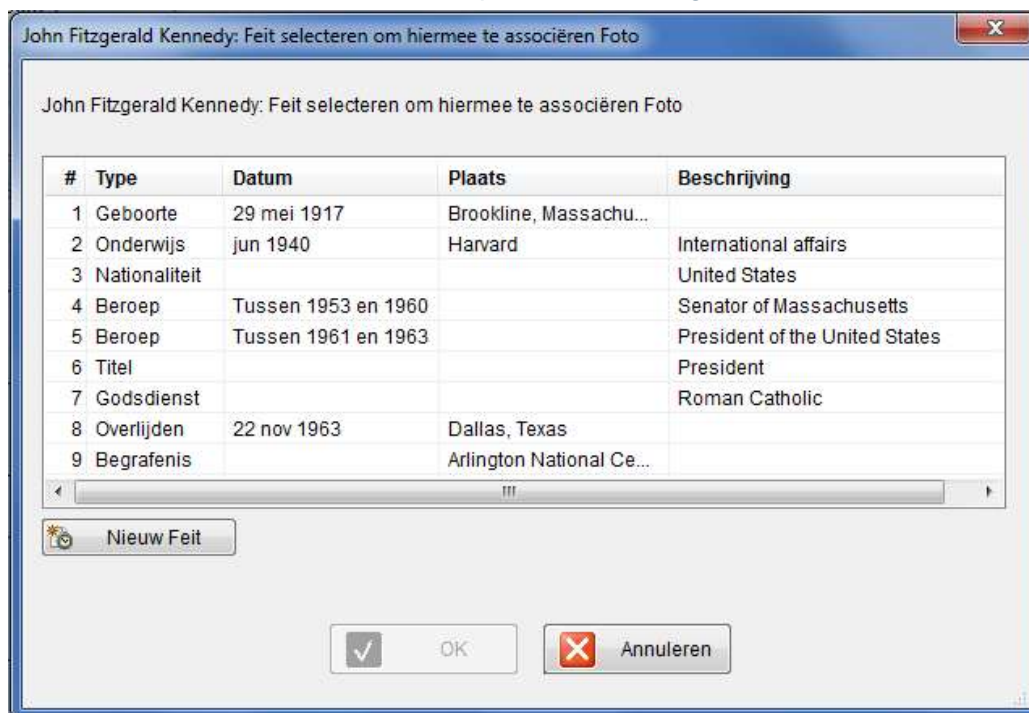 John Fitzgerald Kennedy: Feit selecteren om hiermee te associëren Foto
John Fitzgerald Kennedy: Feit selecteren om hiermee te associëren Foto
# Type Datum Plaats Beschrijving
1 Geboorte 29 mei 1917 Brookline, Massachu...
2 Onderwijs jun 1940 Harvard International affairs
3 Nationaliteit United States
4 Beroep Tussen 1953 en 1960 Senator of Massachusetts
5 Beroep Tussen 1961 en 1963 President of the United States
6 Titel President
7 Godsdienst Roman Catholic
8 Overlijden 22 nov 1963 Dallas, Texas
9 Begrafenis Arlington National Ce...
Nieuw Feit
OK Annuleren